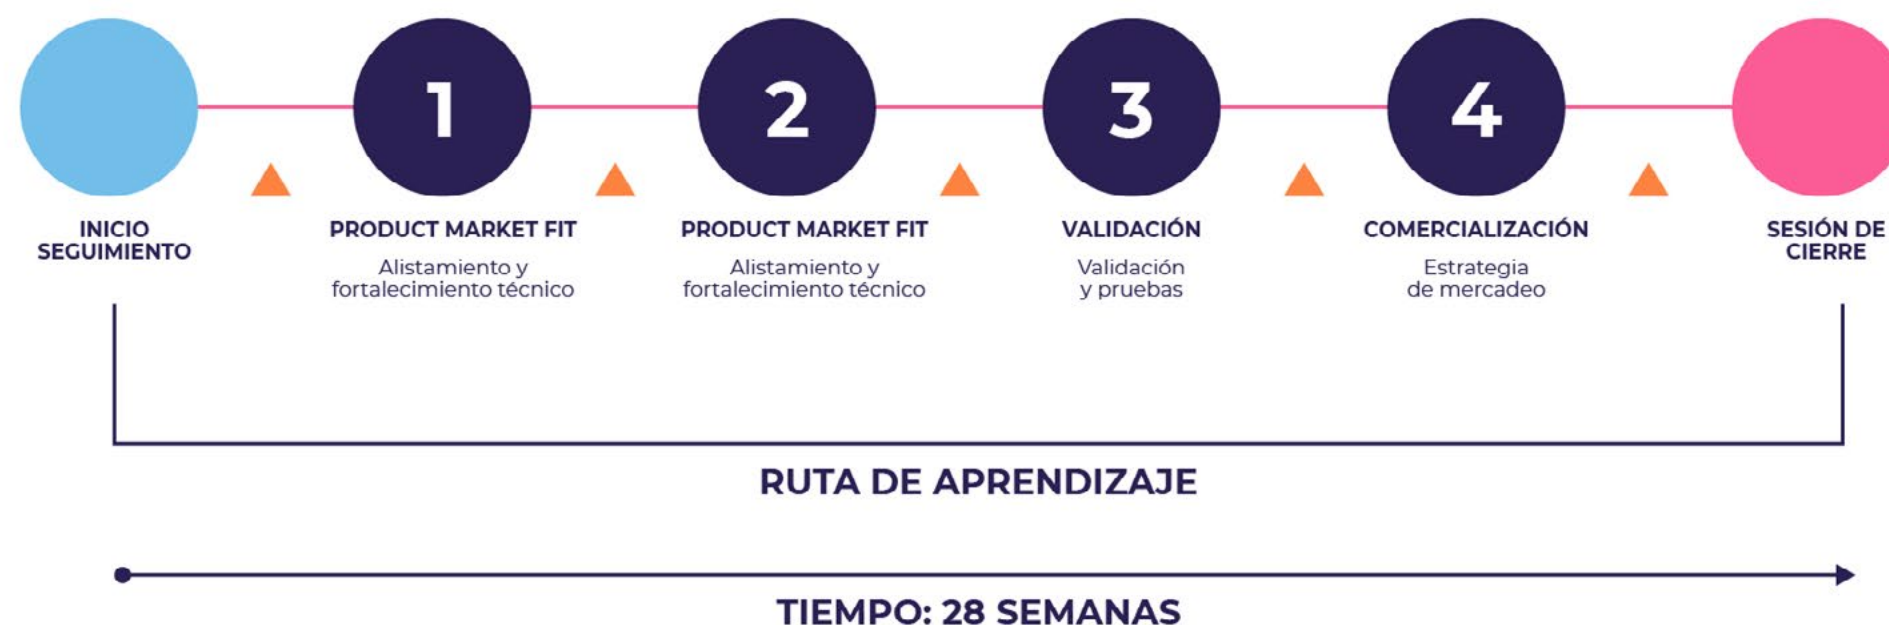 1
2
3
4
INICIO
SEGUIMIENTO
PRODUCT MARKET FIT
Alistamiento y
fortalecimiento técnico
PRODUCT MARKET FIT
Alistamiento y
fortalecimiento técnico
VALIDACIÓN
Validación
y pruebas
COMERCIALIZACIÓN
Estrategia
de mercadeo
SESIÓN DE
CIERRE
RUTA DE APRENDIZAJE
TIEMPO: 28 SEMANAS